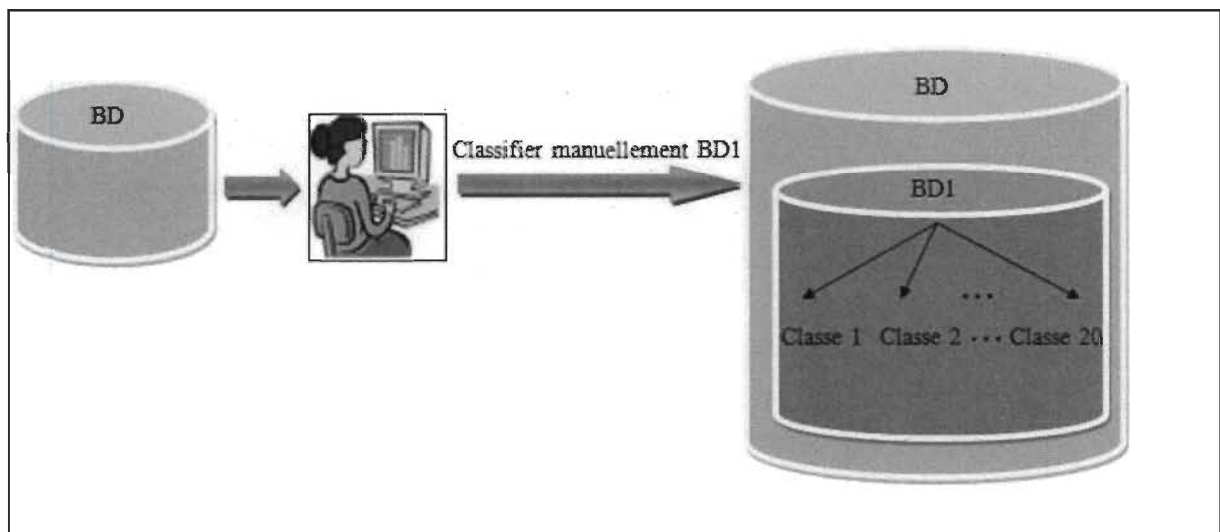 BD
Classifier manuellement BD1
BD
BD1
...
Classe 1 Classe 2 ... Classe 20